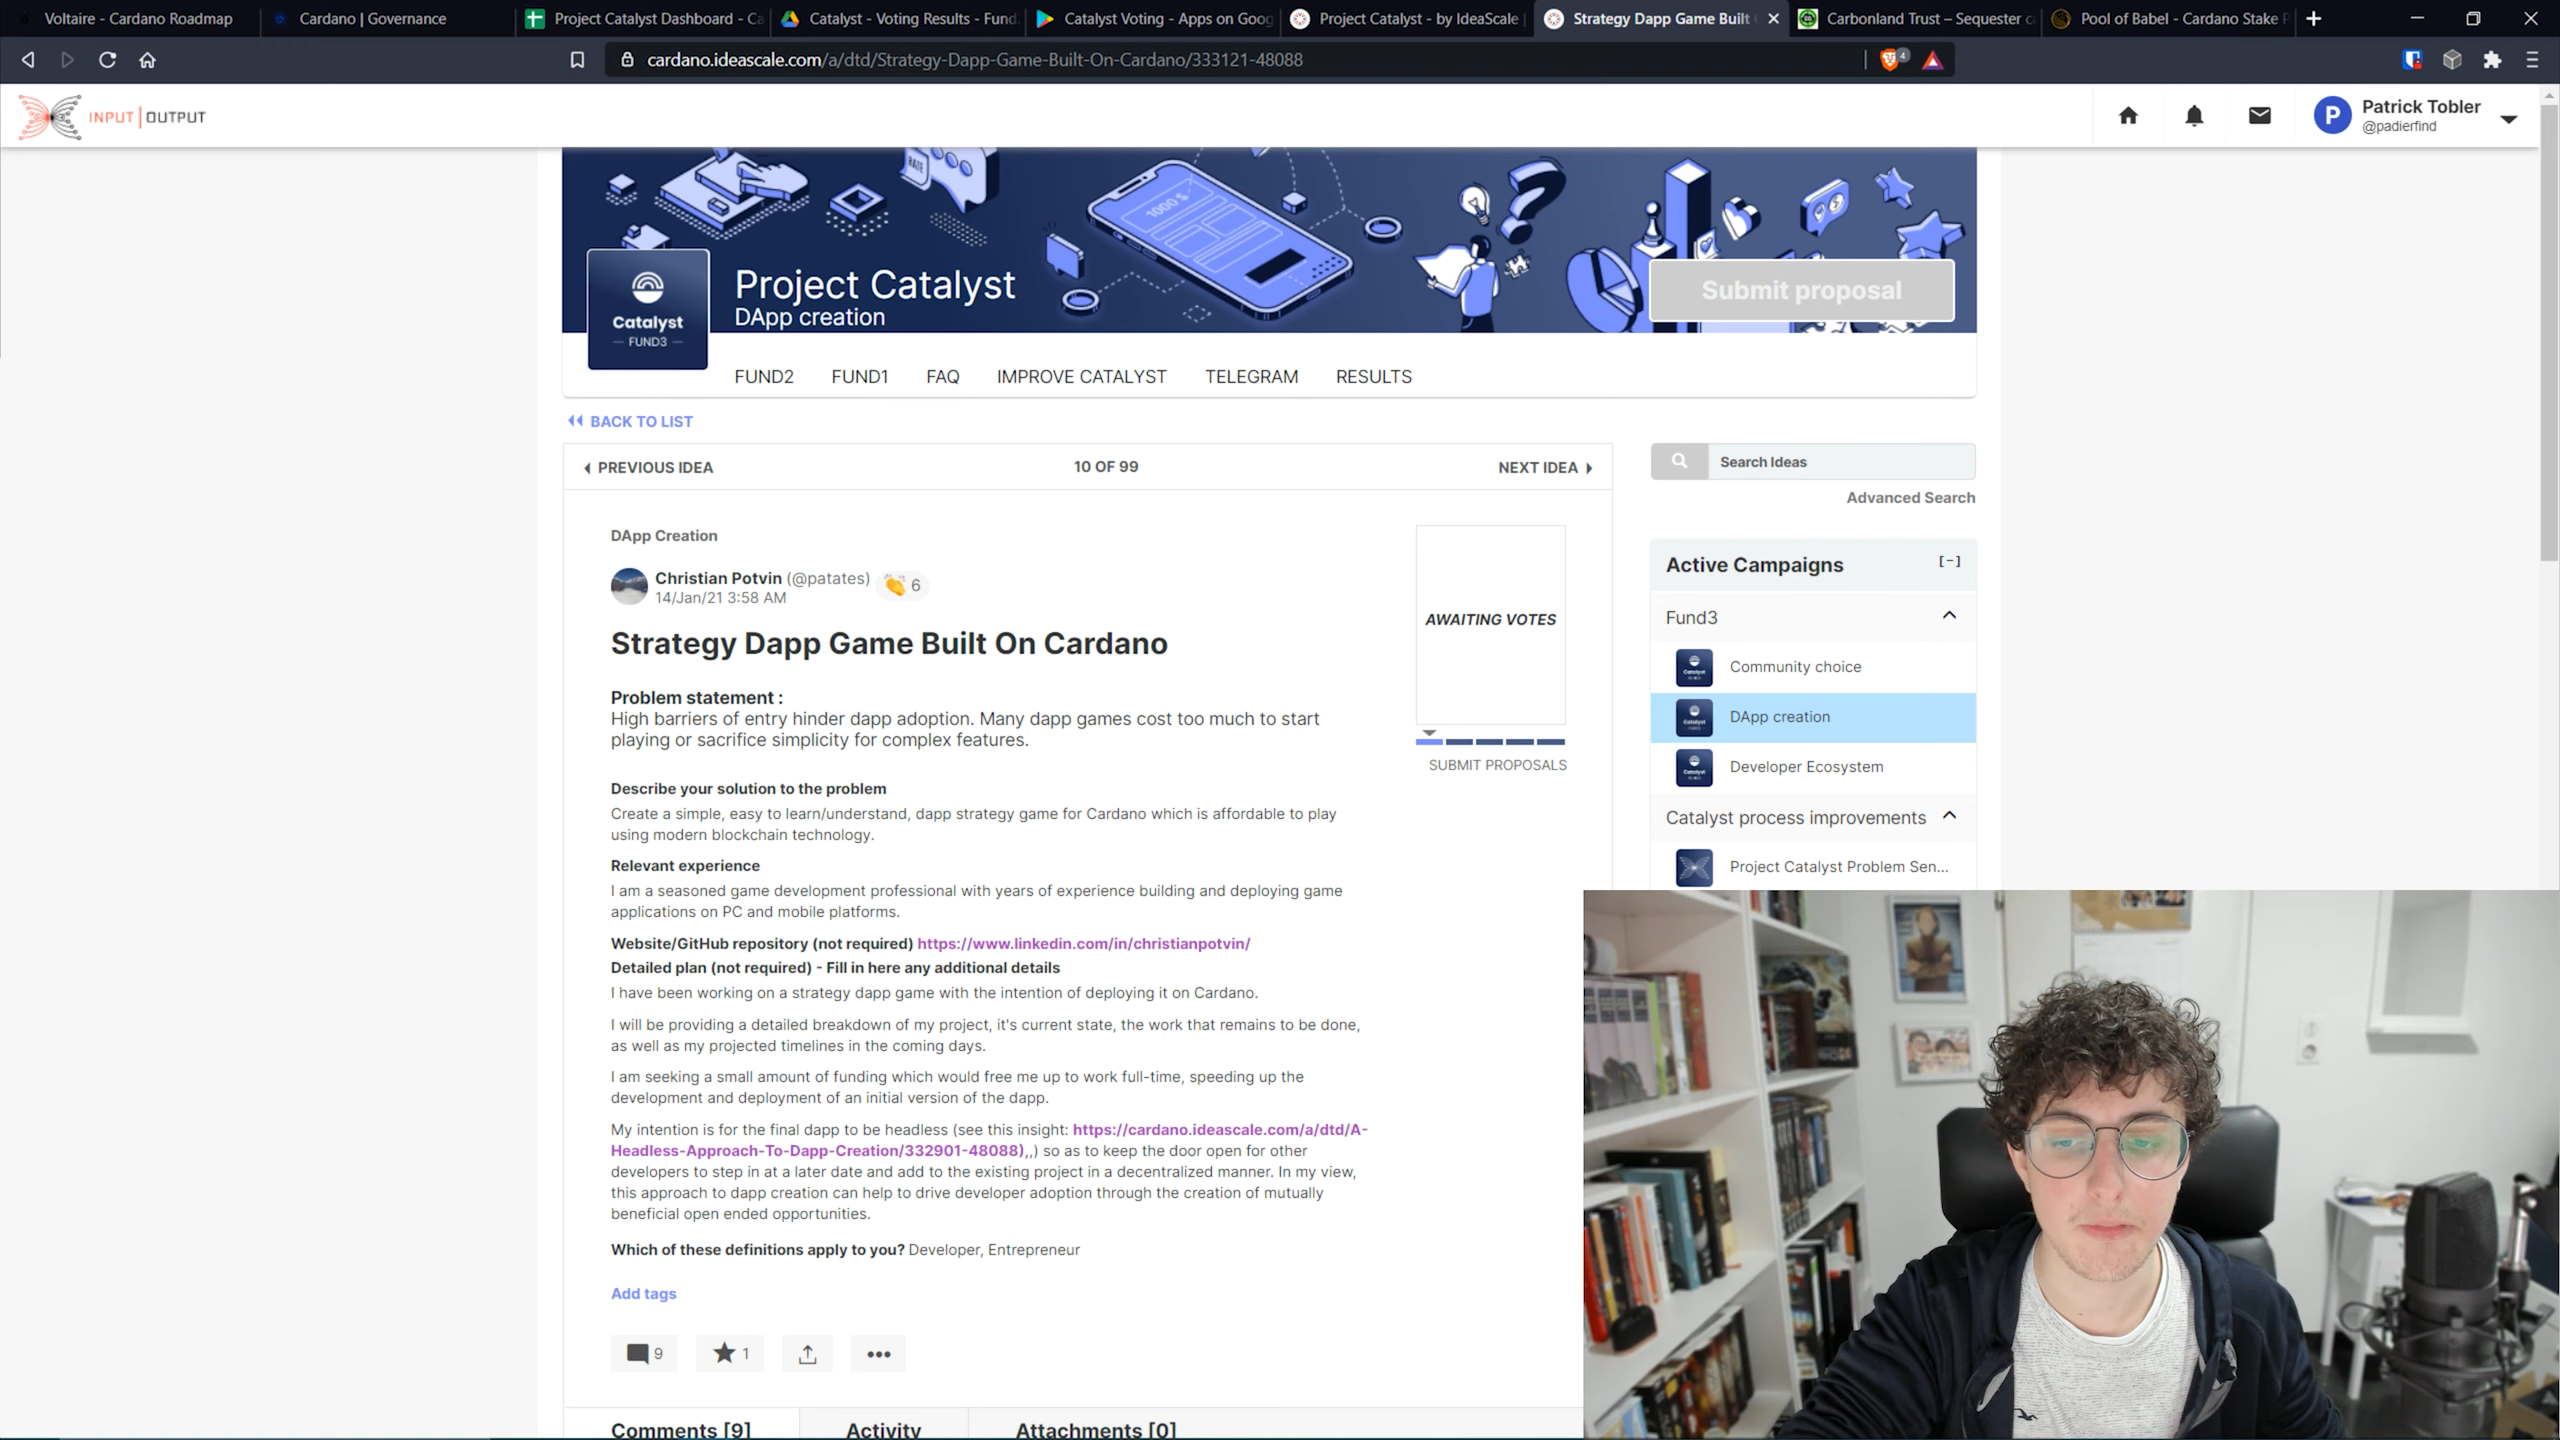 Voltaire - Cardano Roadmap
Cardano | Governance
Project Catalyst Dashboard - Ca
Catalyst - Voting Results - Fund
Catalyst Voting - Apps on Goog
Project Catalyst - by IdeaScale
Strategy Dapp Game Built
Carbonland Trust – Sequester c
Pool of Babel - Cardano Stake P
cardano.ideascale.com/a/dtd/Strategy-Dapp-Game-Built-On-Cardano/333121-48088
4
INPUT | OUTPUT
P
Patrick Tobler
@padierfind
RATE
1000 $
Catalyst
— FUND3 —
Project Catalyst
DApp creation
Submit proposal
FUND2
FUND1
FAQ
IMPROVE CATALYST
TELEGRAM
RESULTS
BACK TO LIST
PREVIOUS IDEA
10 OF 99
NEXT IDEA
DApp Creation
Christian Potvin (@patates)
6
14/Jan/21 3:58 AM
Strategy Dapp Game Built On Cardano
Problem statement :
High barriers of entry hinder dapp adoption. Many dapp games cost too much to start
playing or sacrifice simplicity for complex features.
Describe your solution to the problem
Create a simple, easy to learn/understand, dapp strategy game for Cardano which is affordable to play
using modern blockchain technology.
Relevant experience
I am a seasoned game development professional with years of experience building and deploying game
applications on PC and mobile platforms.
Website/GitHub repository (not required) https://www.linkedin.com/in/christianpotvin/
Detailed plan (not required) - Fill in here any additional details
I have been working on a strategy dapp game with the intention of deploying it on Cardano.
I will be providing a detailed breakdown of my project, it's current state, the work that remains to be done,
as well as my projected timelines in the coming days.
I am seeking a small amount of funding which would free me up to work full-time, speeding up the
development and deployment of an initial version of the dapp.
My intention is for the final dapp to be headless (see this insight: https://cardano.ideascale.com/a/dtd/A-
Headless-Approach-To-Dapp-Creation/332901-48088),,) so as to keep the door open for other
developers to step in at a later date and add to the existing project in a decentralized manner. In my view,
this approach to dapp creation can help to drive developer adoption through the creation of mutually
beneficial open ended opportunities.
Which of these definitions apply to you? Developer, Entrepreneur
Add tags
9
1
Comments [9]
Activity
Attachments [0]
AWAITING VOTES
SUBMIT PROPOSALS
Search Ideas
Advanced Search
Active Campaigns
[-]
Fund3
Catalyst
Community choice
Catalyst
DApp creation
Catalyst
Developer Ecosystem
Catalyst process improvements
Project Catalyst Problem Sen...